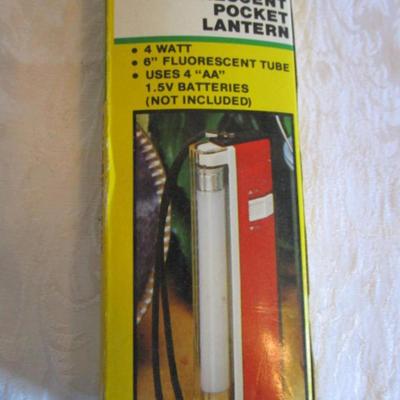 POCKET
LANTERN
• 4 WATT
• 6" FLUORESCENT TUBE
• USES 4 "AA"
1.5V BATTERIES
(NOT INCLUDED)